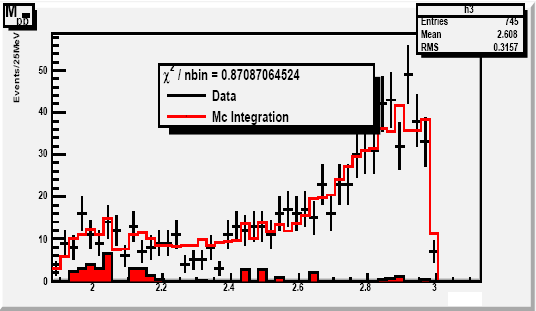 M pp
h3
Entries 745
Mean 2.608
RMS 0.3157
Events/25MeV
χ² / nbin = 0.87087064524
Data
Mc Integration
50
40
30
20
10
0
2 2.2 2.4 2.6 2.8 3